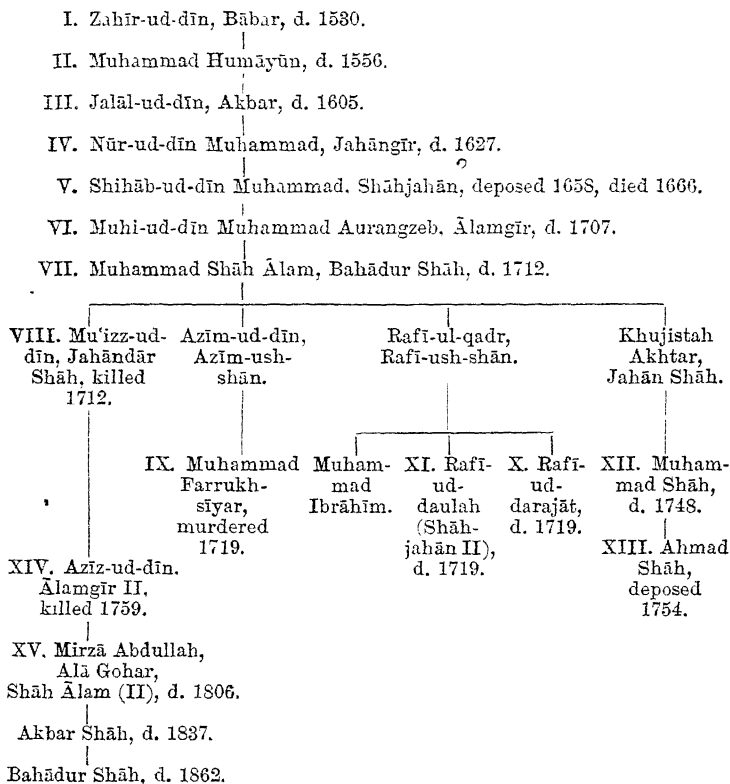 I. Zahīr-ud-dīn, Bābar, d. 1530.
II. Muhammad Humāyūn, d. 1556.
III. Jalāl-ud-dīn, Akbar, d. 1605.
IV. Nūr-ud-dīn Muhammad, Jahāngīr, d. 1627.
V. Shihāb-ud-dīn Muhammad. Shāhjahān, deposed 1658, died 1666.
VI. Muhi-ud-dīn Muhammad Aurangzeb, Ālamgīr, d. 1707.
VII. Muhammad Shāh Ālam, Bahādur Shāh, d. 1712.
VIII. Mu‘izz-ud-
dīn, Jahāndār
Shāh, killed
1712.
Azīm-ud-dīn,
Azīm-ush-
shān.
Rafī-ul-qadr,
Rafī-ush-shān.
Khujistah
Akhtar,
Jahān Shāh.
IX. Muhammad
Farrukh-
sīyar,
murdered
1719.
Muham-
mad
Ibrāhīm.
XI. Rafī-
ud-
daulah
(Shāh-
jahān II),
d. 1719.
X. Rafī-
ud-
darajāt,
d. 1719.
XII. Muham-
mad Shāh,
d. 1748.
XIII. Ahmad
Shāh,
deposed
1754.
XIV. Azīz-ud-dīn.
Ālamgīr II,
killed 1759.
XV. Mirzā Abdullah,
Alā Gohar,
Shāh Ālam (II), d. 1806.
Akbar Shāh, d. 1837.
Bahādur Shāh, d. 1862.